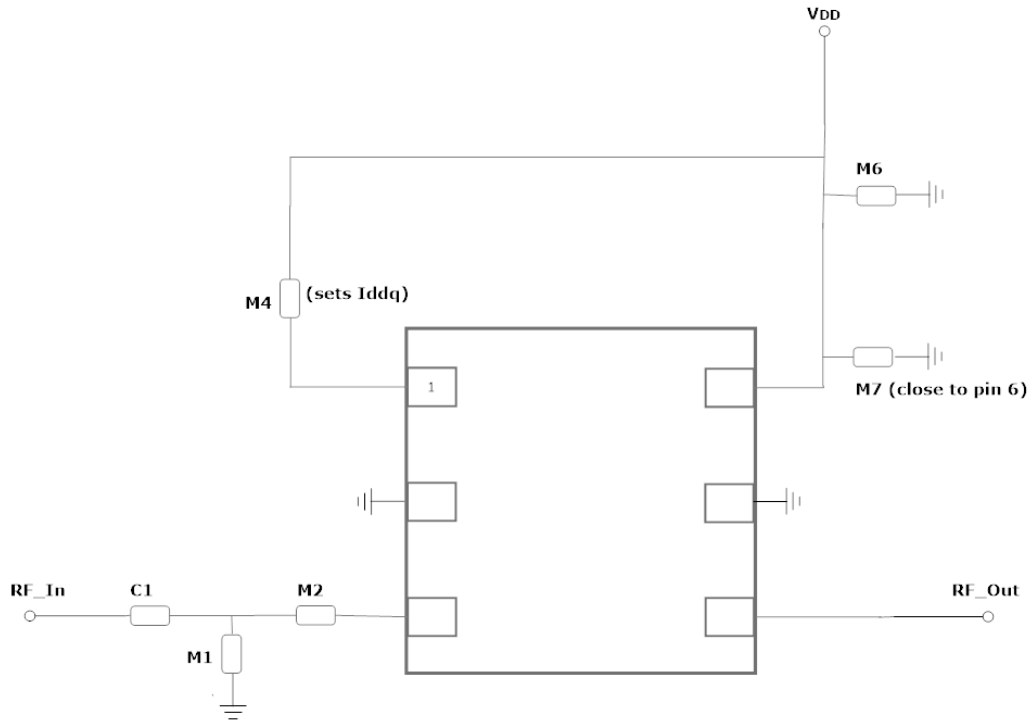 VDD
M6
M4 (sets Iddq)
1
M7 (close to pin 6)
RF_In
C1
M2
RF_Out
M1